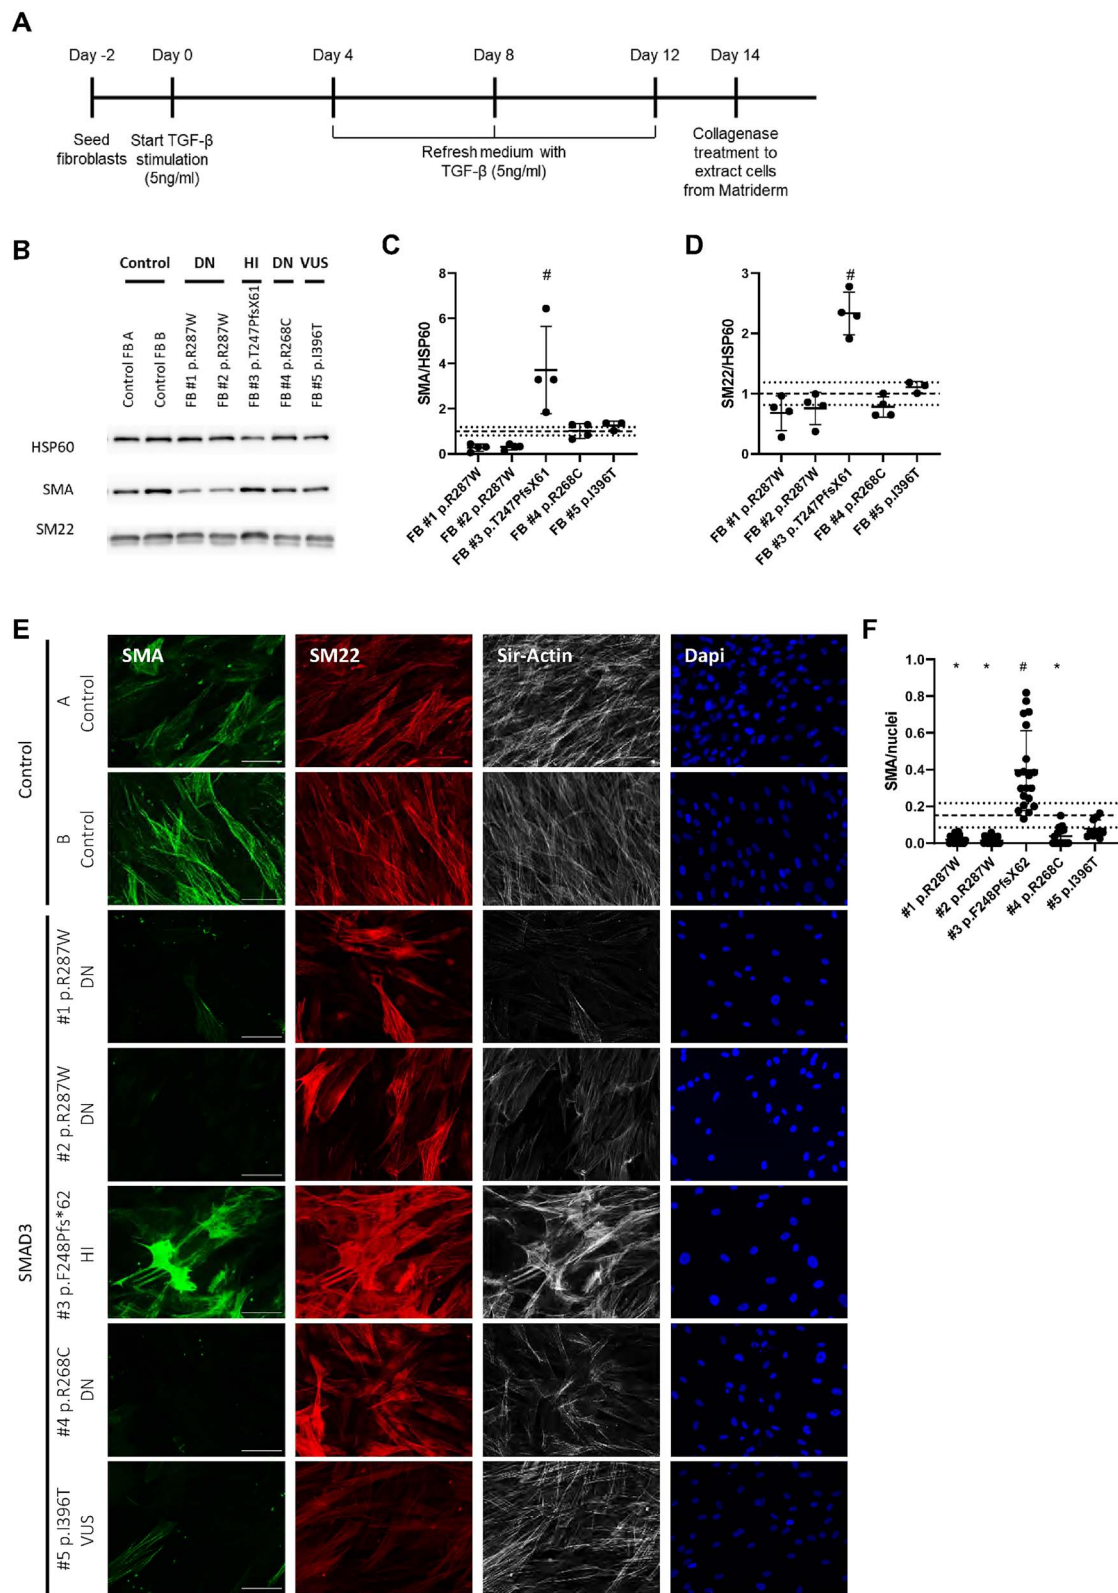 A
Day -2 Day 0 Day 4 Day 8 Day 12 Day 14
Seed
fibroblasts
Start TGF-β
stimulation
(5ng/ml)
Refresh medium with
TGF-β (5ng/ml)
Collagenase
treatment to
extract cells
from Matriderm
B
Control DN HI DN VUS
Control FB A
Control FB B
FB #1 p.R287W
FB #2 p.R287W
FB #3 p.T247PfsX61
FB #4 p.R268C
FB #5 p.I396T
HSP60
SMA
SM22
C
SMA/HSP60
8
6
4
2
0
#
FB #1 p.R287W
FB #2 p.R287W
FB #3 p.T247PfsX61
FB #4 p.R268C
FB #5 p.I396T
D
SM22/HSP60
3
2
1
0
#
FB #1 p.R287W
FB #2 p.R287W
FB #3 p.T247PfsX61
FB #4 p.R268C
FB #5 p.I396T
E
SMA SM22 Sir-Actin Dapi
Control
A
Control
B
Control
SMAD3
#1 p.R287W
DN
#2 p.R287W
DN
#3 p.F248Pfs*62
HI
#4 p.R268C
DN
#5 p.I396T
VUS
F
SMA/nuclei
1.0
0.8
0.6
0.4
0.2
0.0
* * # *
#1 p.R287W
#2 p.R287W
#3 p.F248PfsX62
#4 p.R268C
#5 p.I396T